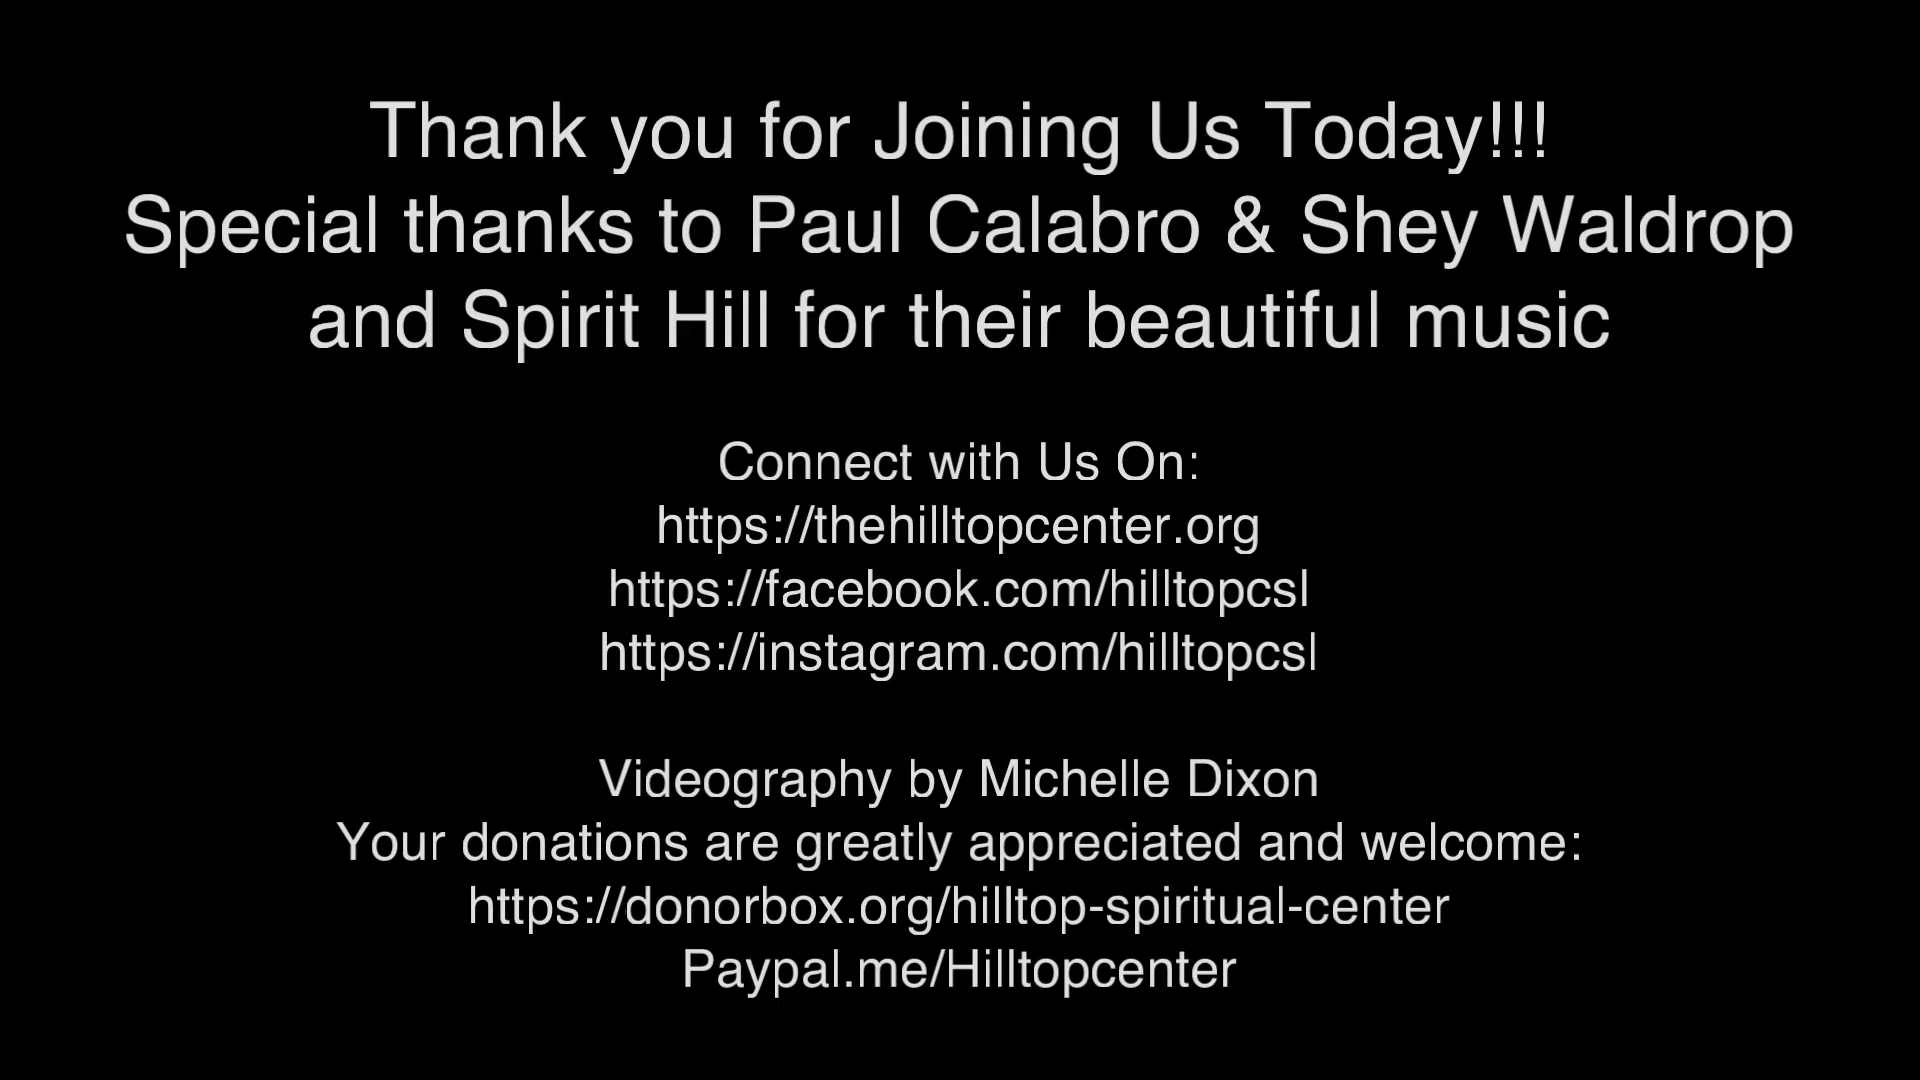 Thank you for Joining Us Today!!!
Special thanks to Paul Calabro & Shey Waldrop
and Spirit Hill for their beautiful music
Connect with Us On:
https://thehilltopcenter.org
https://facebook.com/hilltopcsl
https://instagram.com/hilltopcsl
Videography by Michelle Dixon
Your donations are greatly appreciated and welcome:
https://donorbox.org/hilltop-spiritual-center
Paypal.me/Hilltopcenter